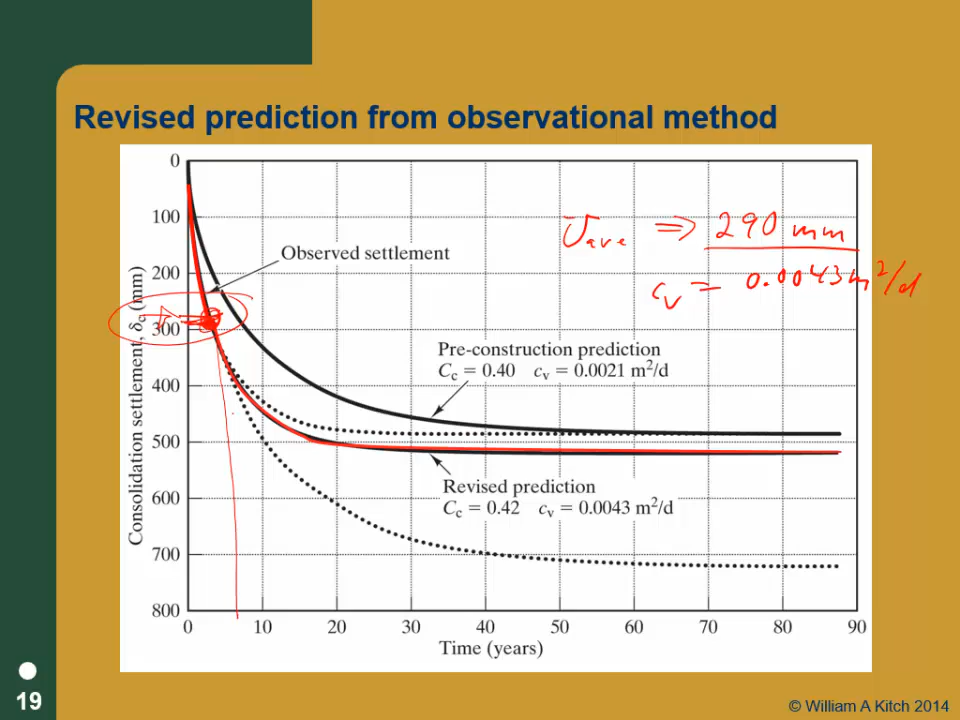 Revised prediction from observational method
0
100
200
300
400
500
600
700
800
Consolidation settlement, δc (mm)
Observed settlement
Uave ⇒ 290 mm
cv = 0.0043 m²/d
Pre-construction prediction
Cc = 0.40 cv = 0.0021 m²/d
Revised prediction
Cc = 0.42 cv = 0.0043 m²/d
0 10 20 30 40 50 60 70 80 90
Time (years)
19
© William A Kitch 2014